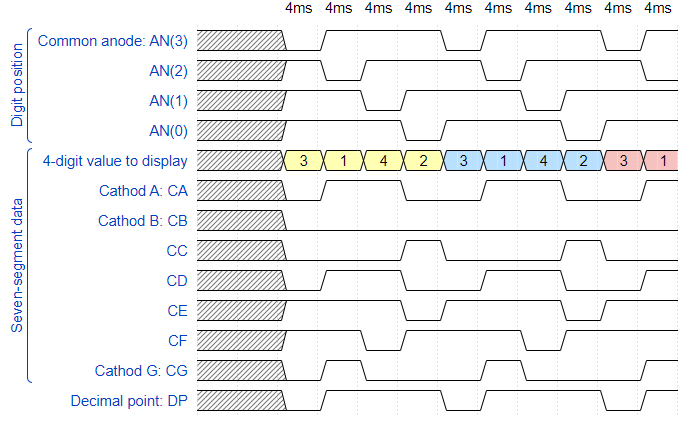 4ms 4ms 4ms 4ms 4ms 4ms 4ms 4ms 4ms 4ms
Digit position
Common anode: AN(3)
AN(2)
AN(1)
AN(0)
Seven-segment data
4-digit value to display 3 1 4 2 3 1 4 2 3 1
Cathod A: CA
Cathod B: CB
CC
CD
CE
CF
Cathod G: CG
Decimal point: DP